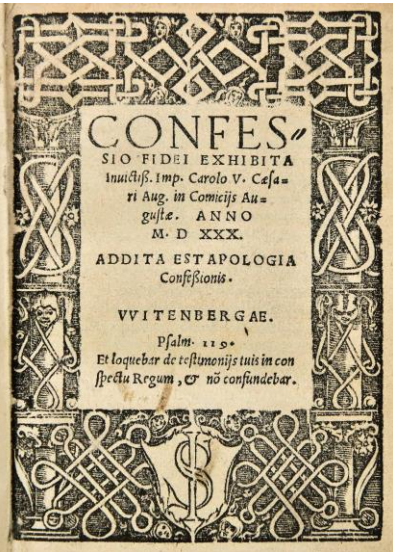 CONFES⸗
SIO FIDEI EXHIBITA
Inuictiß. Imp. Carolo V. Cæsa⸗
ri Aug. in Comicijs Au⸗
gustæ. ANNO
M. D XXX.
ADDITA EST APOLOGIA
Confeßionis.
VVITENBERGAE.
Psalm. 119.
Et loquebar de testimonijs tuis in con
spectu Regum, & nõ confundebar.